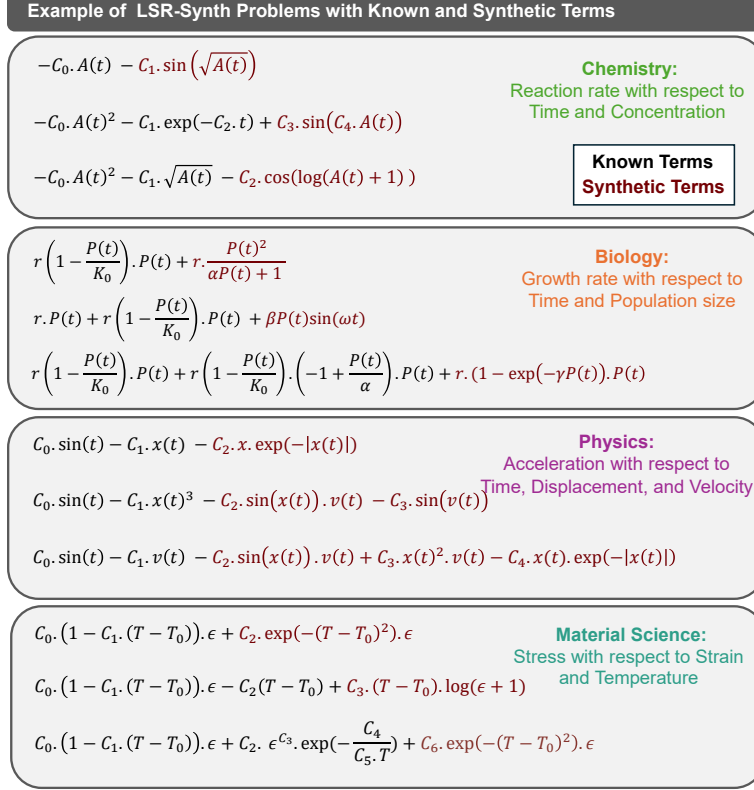 Example of LSR-Synth Problems with Known and Synthetic Terms
−C₀.A(t) − C₁.sin(√A(t))
Chemistry:
Reaction rate with respect to
Time and Concentration
−C₀.A(t)² − C₁.exp(−C₂.t) + C₃.sin(C₄.A(t))
−C₀.A(t)² − C₁.√A(t) − C₂.cos(log(A(t) + 1) )
Known Terms
Synthetic Terms
r(1 − P(t)/K₀).P(t) + r.P(t)²/(αP(t) + 1)
Biology:
Growth rate with respect to
Time and Population size
r.P(t) + r(1 − P(t)/K₀).P(t) + βP(t)sin(ωt)
r(1 − P(t)/K₀).P(t) + r(1 − P(t)/K₀).(−1 + P(t)/α).P(t) + r.(1 − exp(−γP(t)).P(t)
C₀.sin(t) − C₁.x(t) − C₂.x.exp(−|x(t)|)
Physics:
Acceleration with respect to
Time, Displacement, and Velocity
C₀.sin(t) − C₁.x(t)³ − C₂.sin(x(t)).v(t) − C₃.sin(v(t))
C₀.sin(t) − C₁.v(t) − C₂.sin(x(t)).v(t) + C₃.x(t)².v(t) − C₄.x(t).exp(−|x(t)|)
C₀.(1 − C₁.(T − T₀)).ϵ + C₂.exp(−(T − T₀)²).ϵ
Material Science:
Stress with respect to Strain
and Temperature
C₀.(1 − C₁.(T − T₀)).ϵ − C₂(T − T₀) + C₃.(T − T₀).log(ϵ + 1)
C₀.(1 − C₁.(T − T₀)).ϵ + C₂. ϵ^C₃.exp(−C₄/(C₅.T)) + C₆.exp(−(T − T₀)²).ϵ